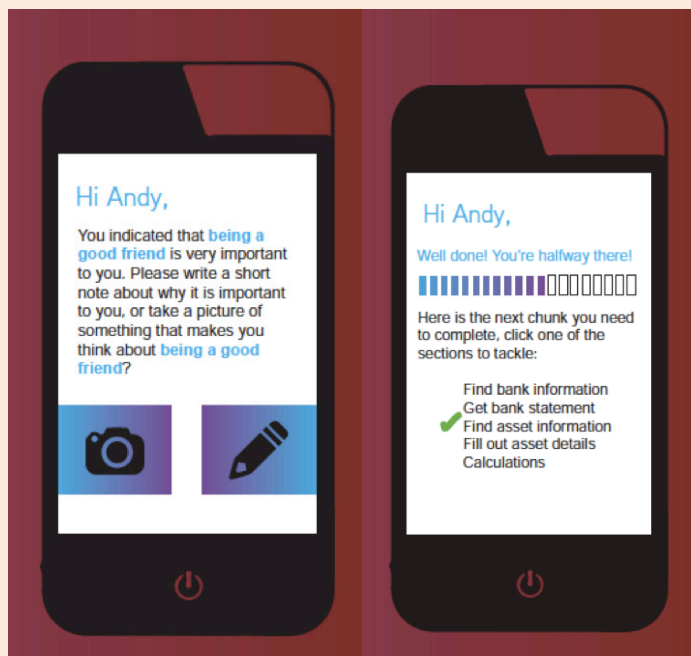 Hi Andy,
You indicated that being a
good friend is very important
to you. Please write a short
note about why it is important
to you, or take a picture of
something that makes you
think about being a good
friend?
Hi Andy,
Well done! You're halfway there!
Here is the next chunk you need
to complete, click one of the
sections to tackle:
Find bank information
Get bank statement
Find asset information
Fill out asset details
Calculations